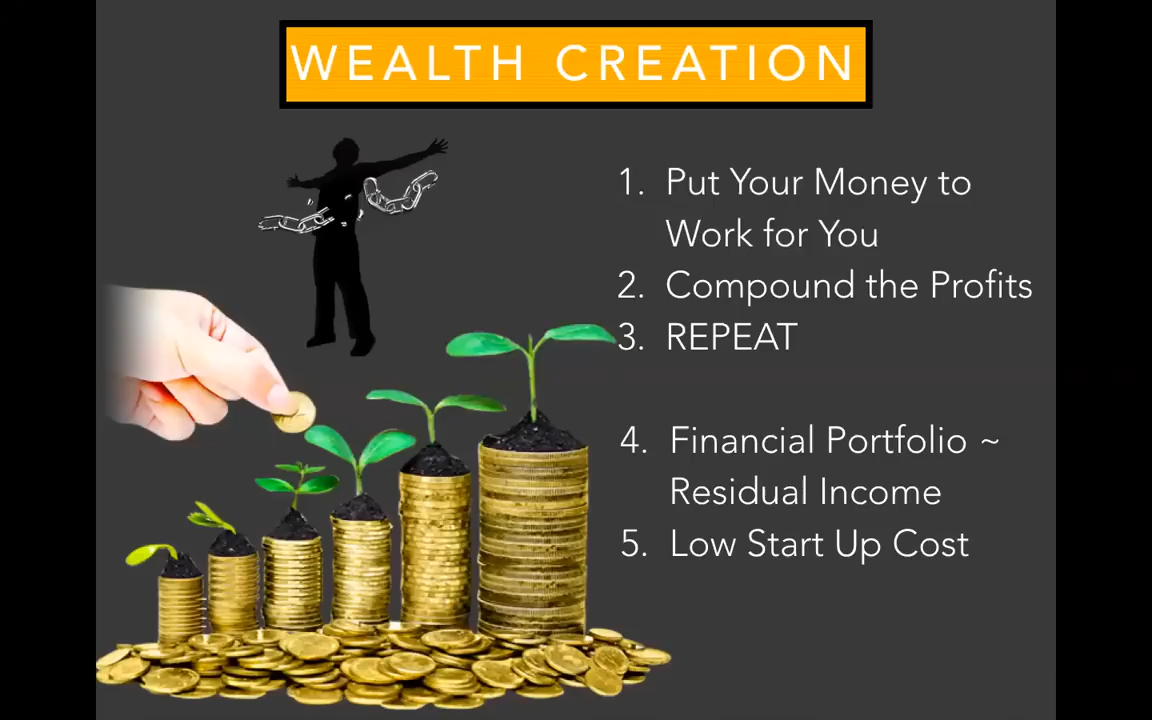 WEALTH CREATION
1. Put Your Money to
Work for You
2. Compound the Profits
3. REPEAT
4. Financial Portfolio ~
Residual Income
5. Low Start Up Cost